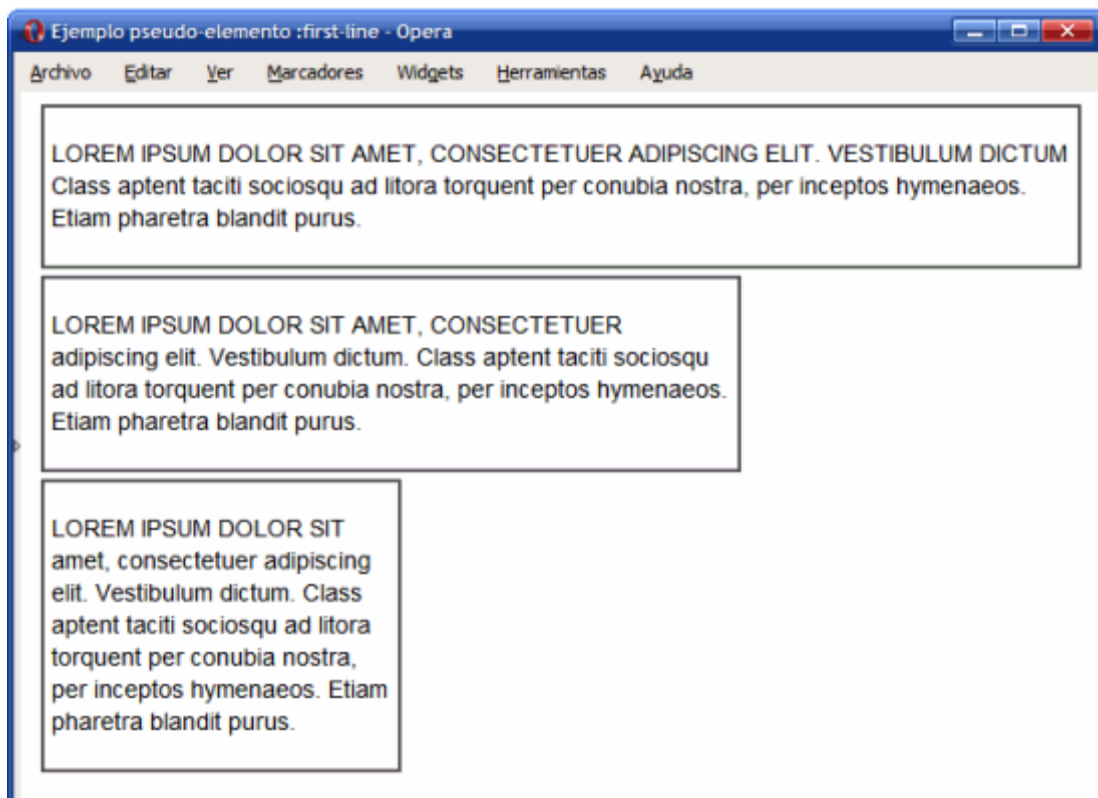 Ejemplo pseudo-elemento :first-line - Opera
Archivo Editar Ver Marcadores Widgets Herramientas Ayuda
LOREM IPSUM DOLOR SIT AMET, CONSECTETUER ADIPISCING ELIT. VESTIBULUM DICTUM
Class aptent taciti sociosqu ad litora torquent per conubia nostra, per inceptos hymenaeos.
Etiam pharetra blandit purus.
LOREM IPSUM DOLOR SIT AMET, CONSECTETUER
adipiscing elit. Vestibulum dictum. Class aptent taciti sociosqu
ad litora torquent per conubia nostra, per inceptos hymenaeos.
Etiam pharetra blandit purus.
LOREM IPSUM DOLOR SIT
amet, consectetuer adipiscing
elit. Vestibulum dictum. Class
aptent taciti sociosqu ad litora
torquent per conubia nostra,
per inceptos hymenaeos. Etiam
pharetra blandit purus.